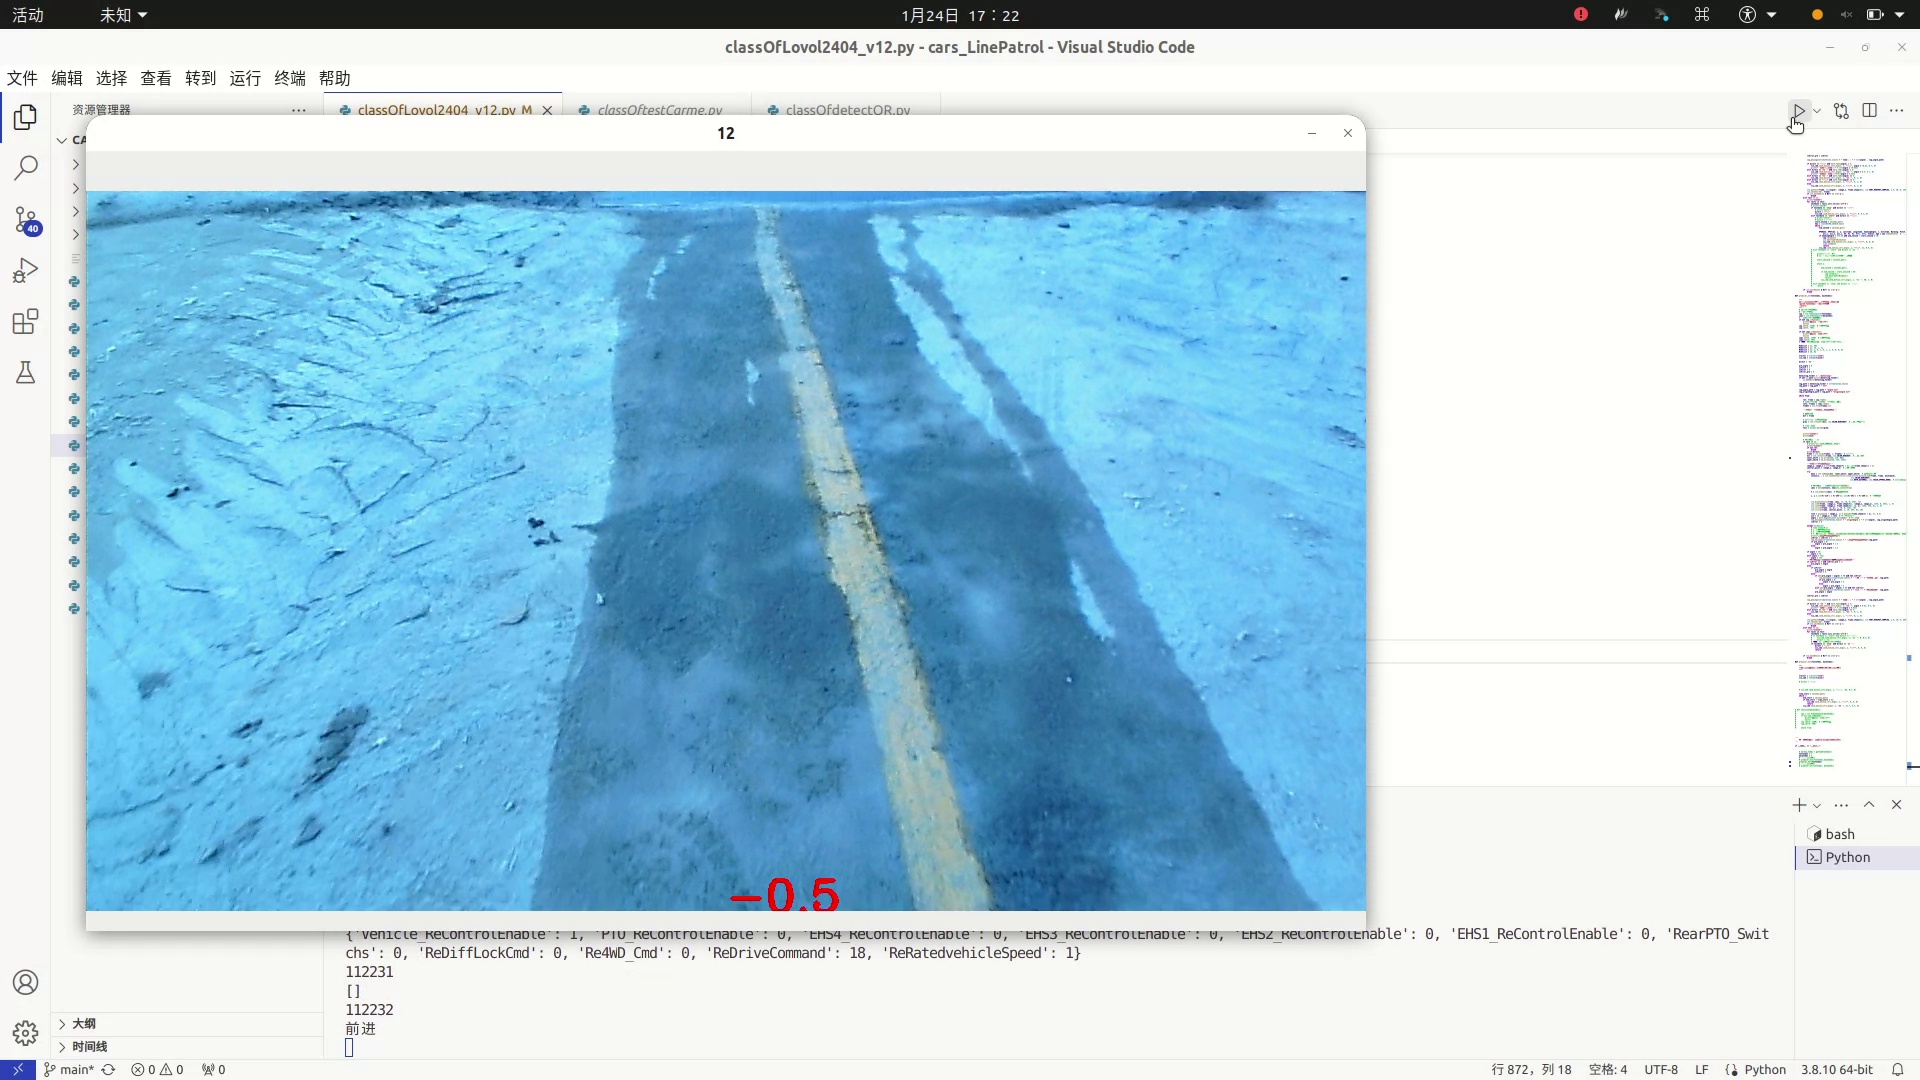 活动
未知
1月24日 17：22
classOfLovol2404_v12.py - cars_LinePatrol - Visual Studio Code
文件 编辑 选择 查看 转到 运行 终端 帮助
资源管理器
classOfLovol2404_v12.py M
classOftestCarme.py
classOfdetectQR.py
CA
12
40
-0.5
bash
Python
{'Vehicle_ReControlEnable': 1, 'PTO_ReControlEnable': 0, 'EHS4_ReControlEnable': 0, 'EHS3_ReControlEnable': 0, 'EHS2_ReControlEnable': 0, 'EHS1_ReControlEnable': 0, 'RearPTO_Swit
chs': 0, 'ReDiffLockCmd': 0, 'Re4WD_Cmd': 0, 'ReDriveCommand': 18, 'ReRatedvehicleSpeed': 1}
112231
[]
112232
前进
大纲
时间线
main* 0 0 0
行 872，列 18 空格: 4 UTF-8 LF Python 3.8.10 64-bit